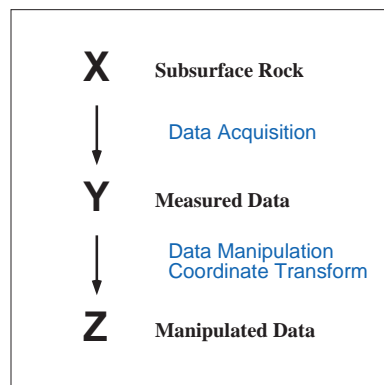 X Subsurface Rock
Data Acquisition
Y Measured Data
Data Manipulation
Coordinate Transform
Z Manipulated Data